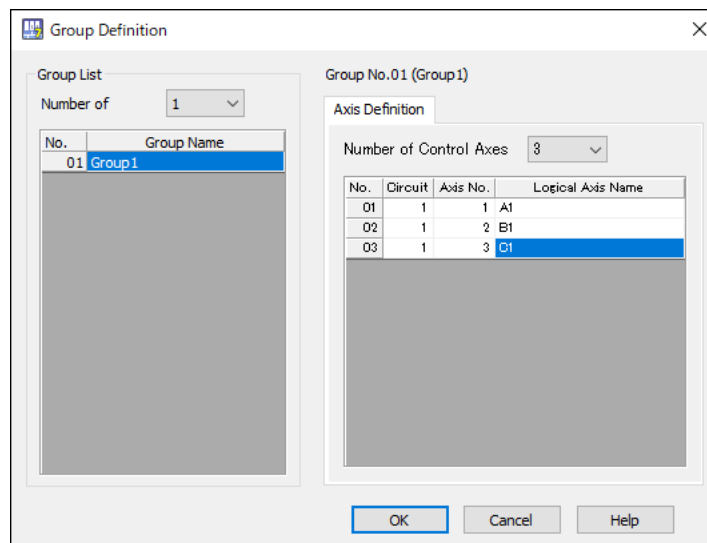 Group Definition
Group List
Number of 1
No. Group Name
01 Group1
Group No.01 (Group1)
Axis Definition
Number of Control Axes 3
No. Circuit Axis No. Logical Axis Name
01 1 1 A1
02 1 2 B1
03 1 3 C1
OK Cancel Help